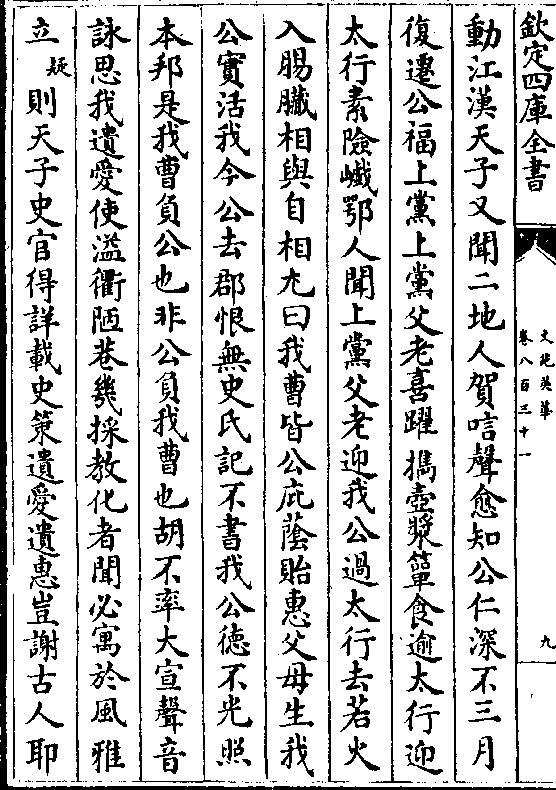 欽定四庫全書
文苑英華
卷八百三十一
九
動江漢天子又聞二地人賀唁聲愈知公仁深不三月
復遷公福上黨上黨父老喜躍攜壺漿簞食逾太行迎
太行素險巇鄂人聞上黨父老迎我公過太行去若火
入腸臟相與自相尤曰我曹皆公庇蔭貽惠父母生我
公實活我今公去郡恨無史氏記不書我公德不光照
本邦是我曹負公也非公負我曹也胡不率大宣聲音
詠思我遺愛使溢衢陋巷幾採教化者聞必寓於風雅
立疑則天子史官得詳載史策遺愛遺惠豈謝古人耶